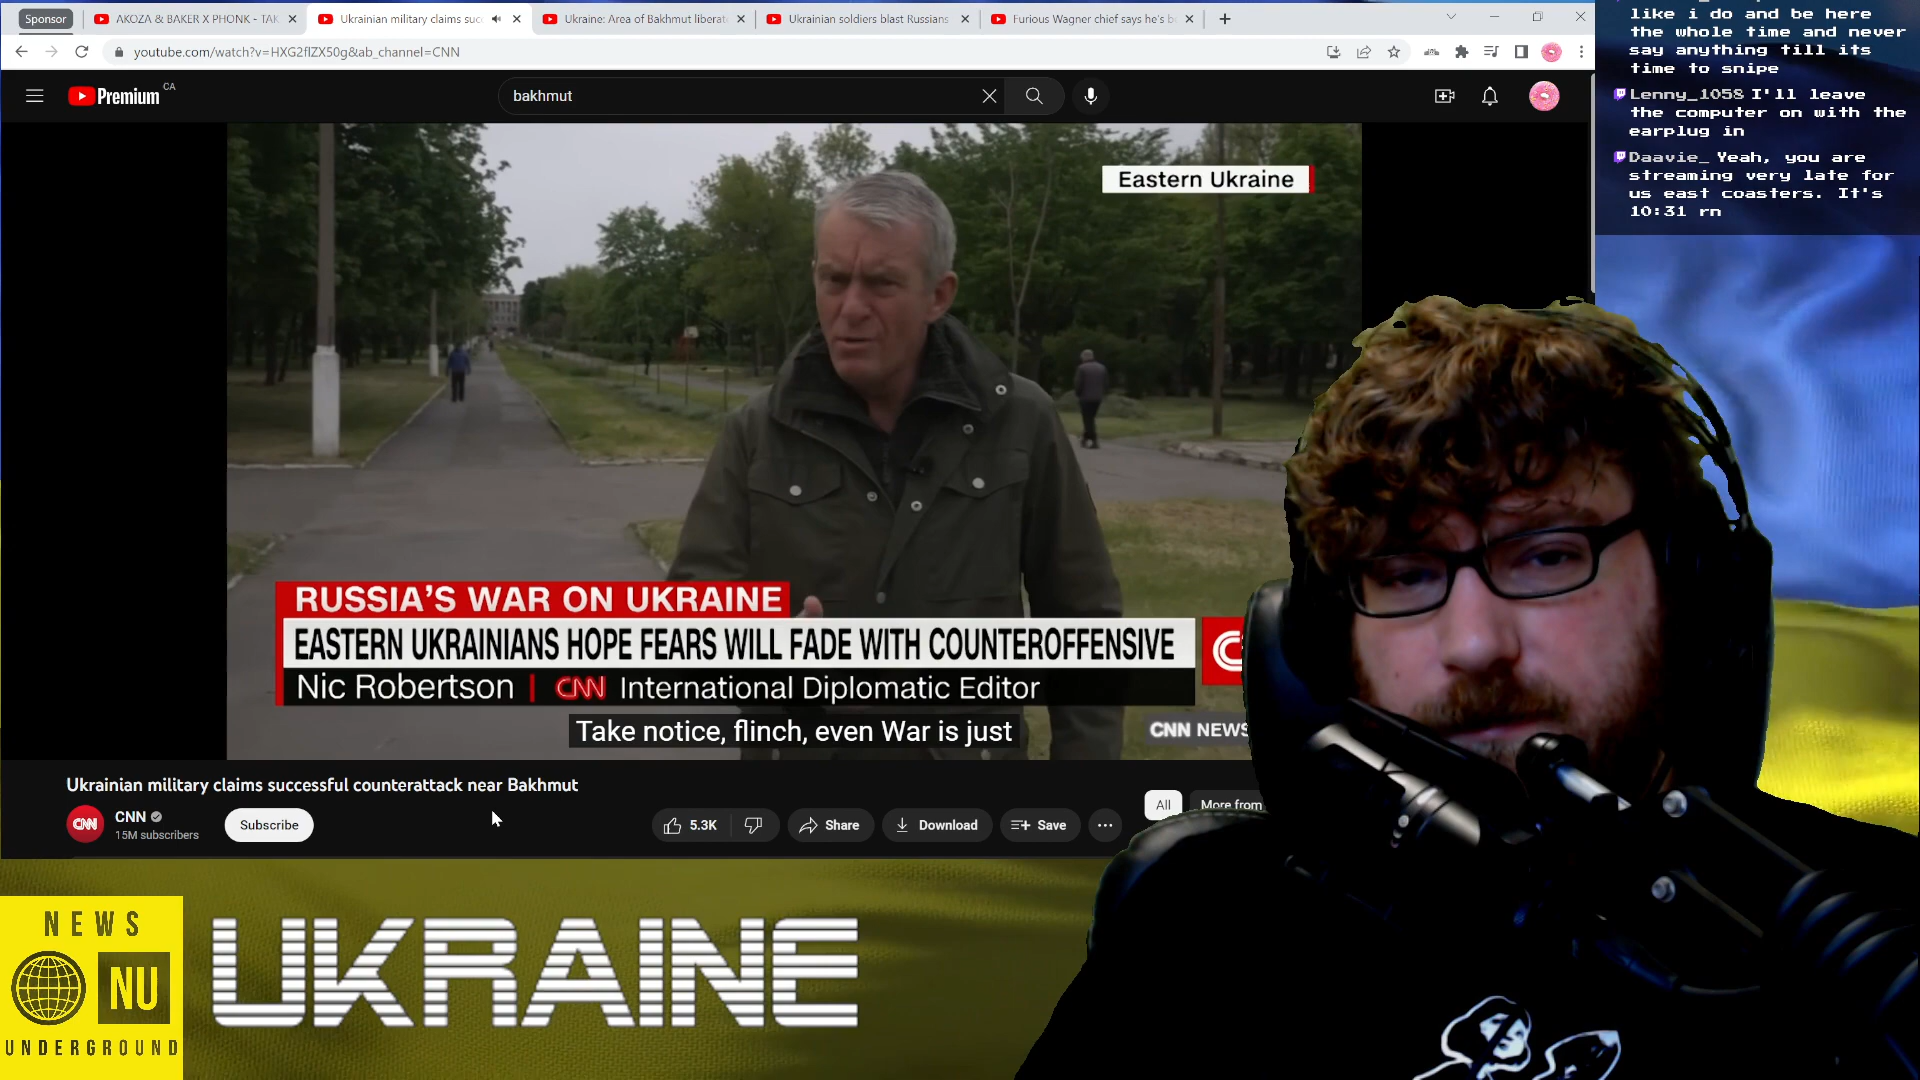 Sponsor
AKOZA & BAKER X PHONK - TAK
Ukrainian military claims suc
Ukraine: Area of Bakhmut liberat
Ukrainian soldiers blast Russians
Furious Wagner chief says he's b
youtube.com/watch?v=HXG2flZX50g&ab_channel=CNN
Premium CA
bakhmut
like i do and be here
the whole time and never
say anything till its
time to snipe
Lenny_1058 I'll leave
the computer on with the
earplug in
Daavie_ Yeah, you are
streaming very late for
us east coasters. It's
10:31 rn
Eastern Ukraine
RUSSIA'S WAR ON UKRAINE
EASTERN UKRAINIANS HOPE FEARS WILL FADE WITH COUNTEROFFENSIVE
Nic Robertson | CNN International Diplomatic Editor
Take notice, flinch, even War is just
CNN NEWS
Ukrainian military claims successful counterattack near Bakhmut
CNN
15M subscribers
Subscribe
5.3K
Share
Download
Save
All
More from
NEWS
NU
UNDERGROUND
UKRAINE